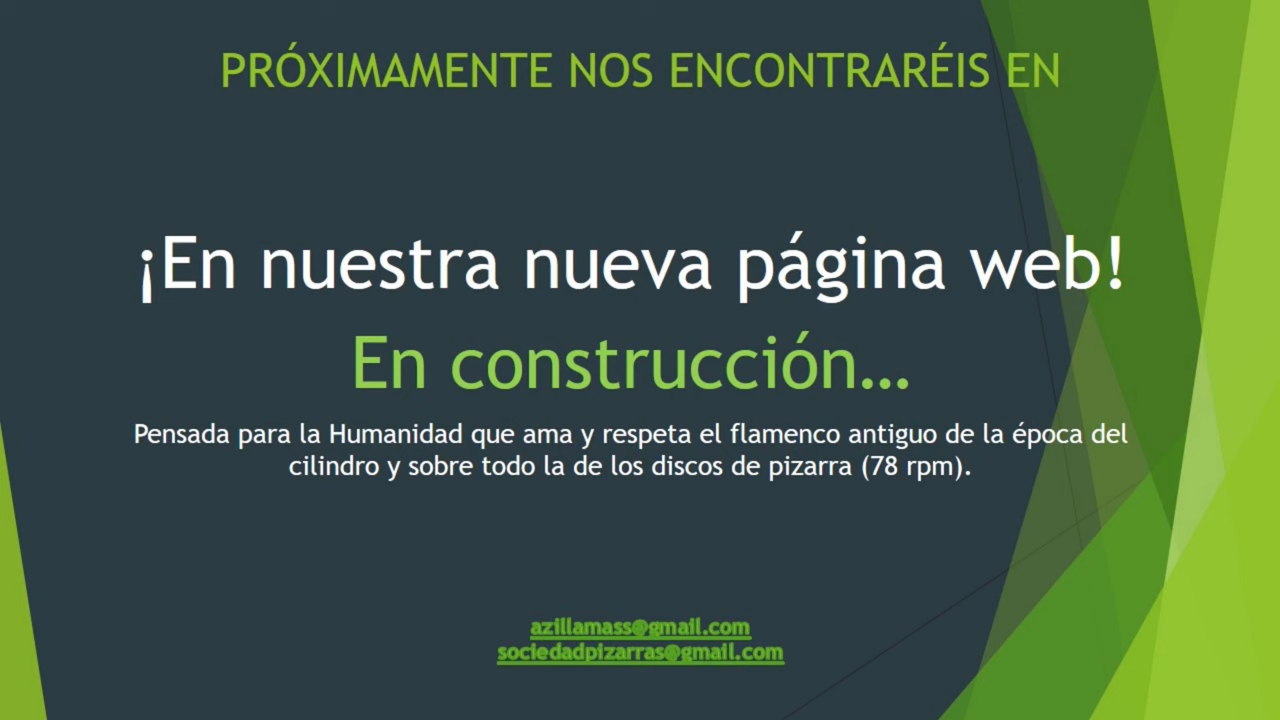 PRÓXIMAMENTE NOS ENCONTRARÉIS EN
¡En nuestra nueva página web!
En construcción…
Pensada para la Humanidad que ama y respeta el flamenco antiguo de la época del
cilindro y sobre todo la de los discos de pizarra (78 rpm).
azillamass@gmail.com
sociedadpizarras@gmail.com